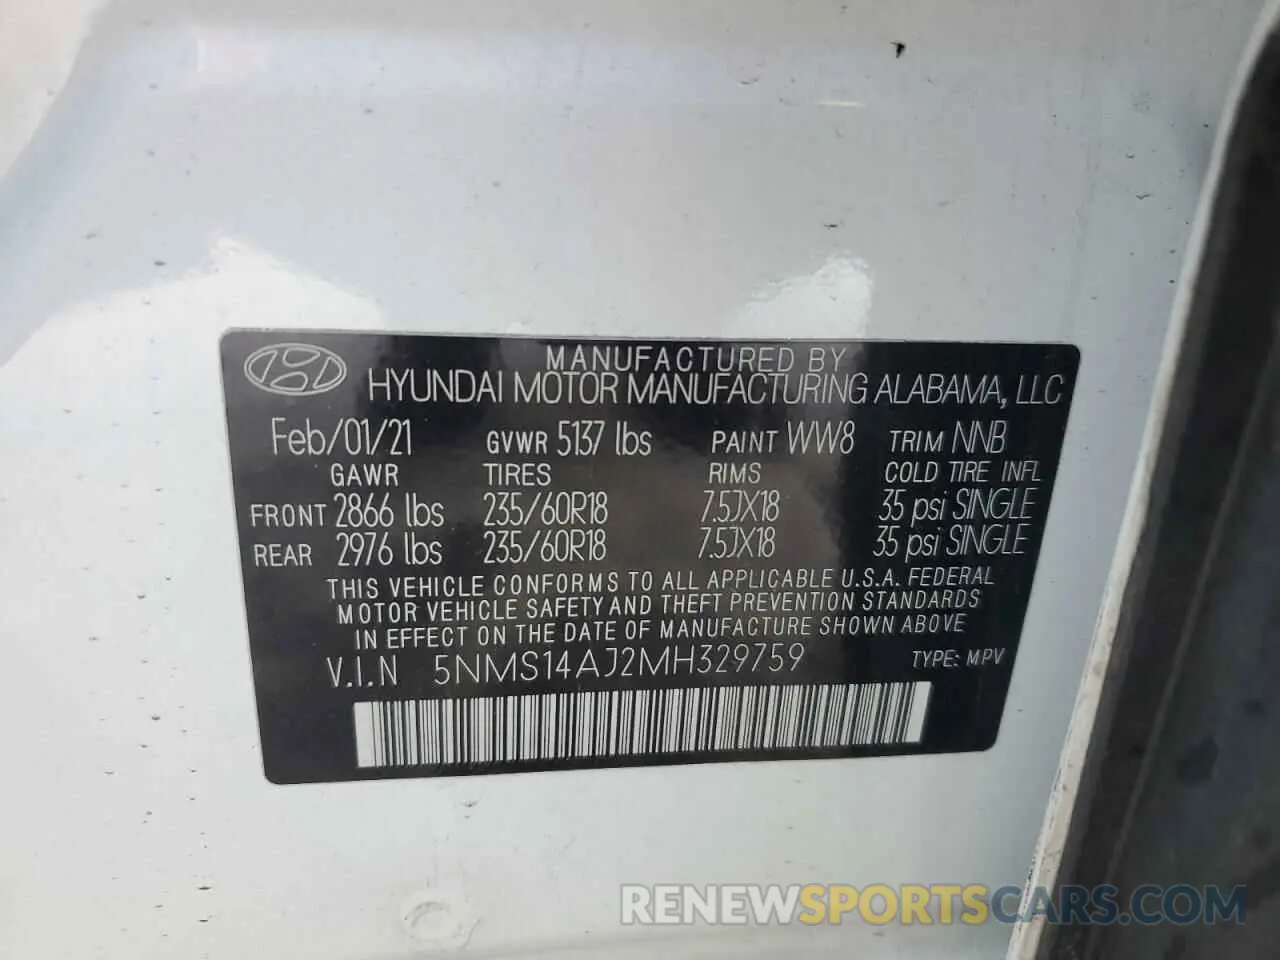 MANUFACTURED BY
HYUNDAI MOTOR MANUFACTURING ALABAMA, LLC
Feb/01/21 GVWR 5137 lbs PAINT WW8 TRIM NNB
GAWR TIRES RIMS COLD TIRE INFL
FRONT 2866 lbs 235/60R18 7.5JX18 35 psi SINGLE
REAR 2976 lbs 235/60R18 7.5JX18 35 psi SINGLE
THIS VEHICLE CONFORMS TO ALL APPLICABLE U.S.A. FEDERAL
MOTOR VEHICLE SAFETY AND THEFT PREVENTION STANDARDS
IN EFFECT ON THE DATE OF MANUFACTURE SHOWN ABOVE
V.I.N 5NMS14AJ2MH329759 TYPE: MPV
RENEWSPORTSCARS.COM